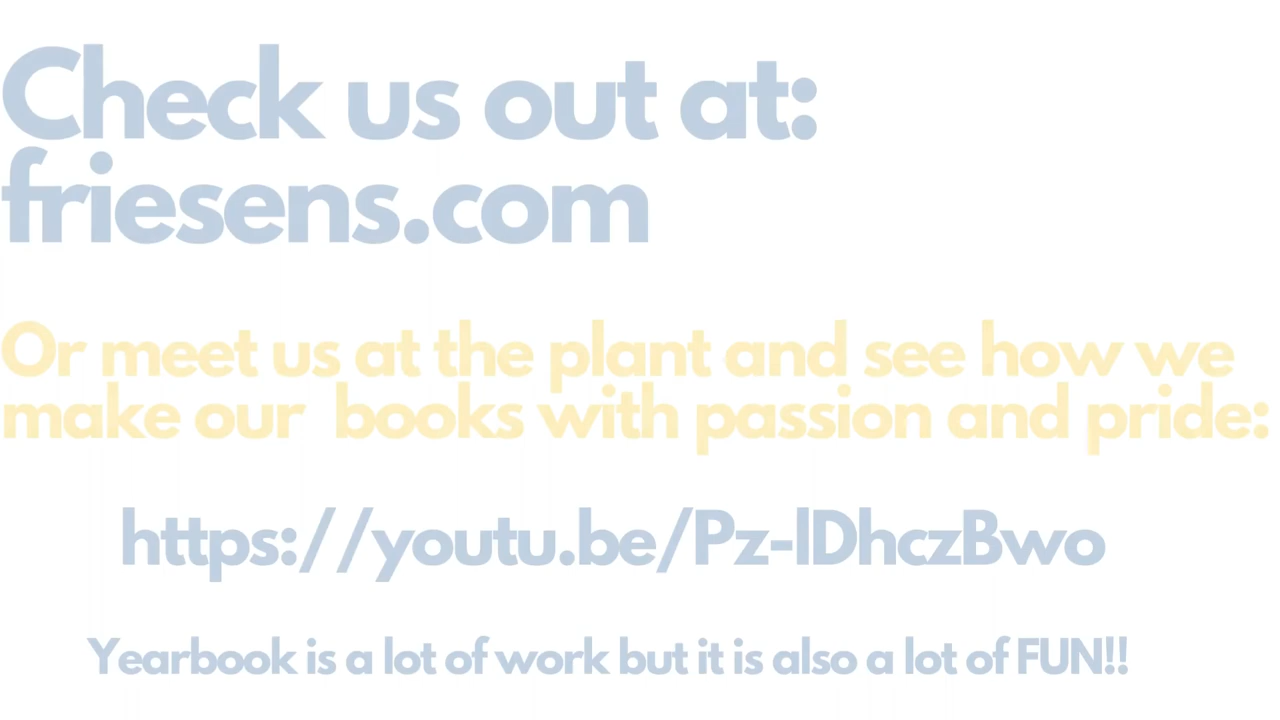 Check us out at:
friesens.com
Or meet us at the plant and see how we
make our books with passion and pride:
https://youtu.be/Pz-lDhczBwo
Yearbook is a lot of work but it is also a lot of FUN!!